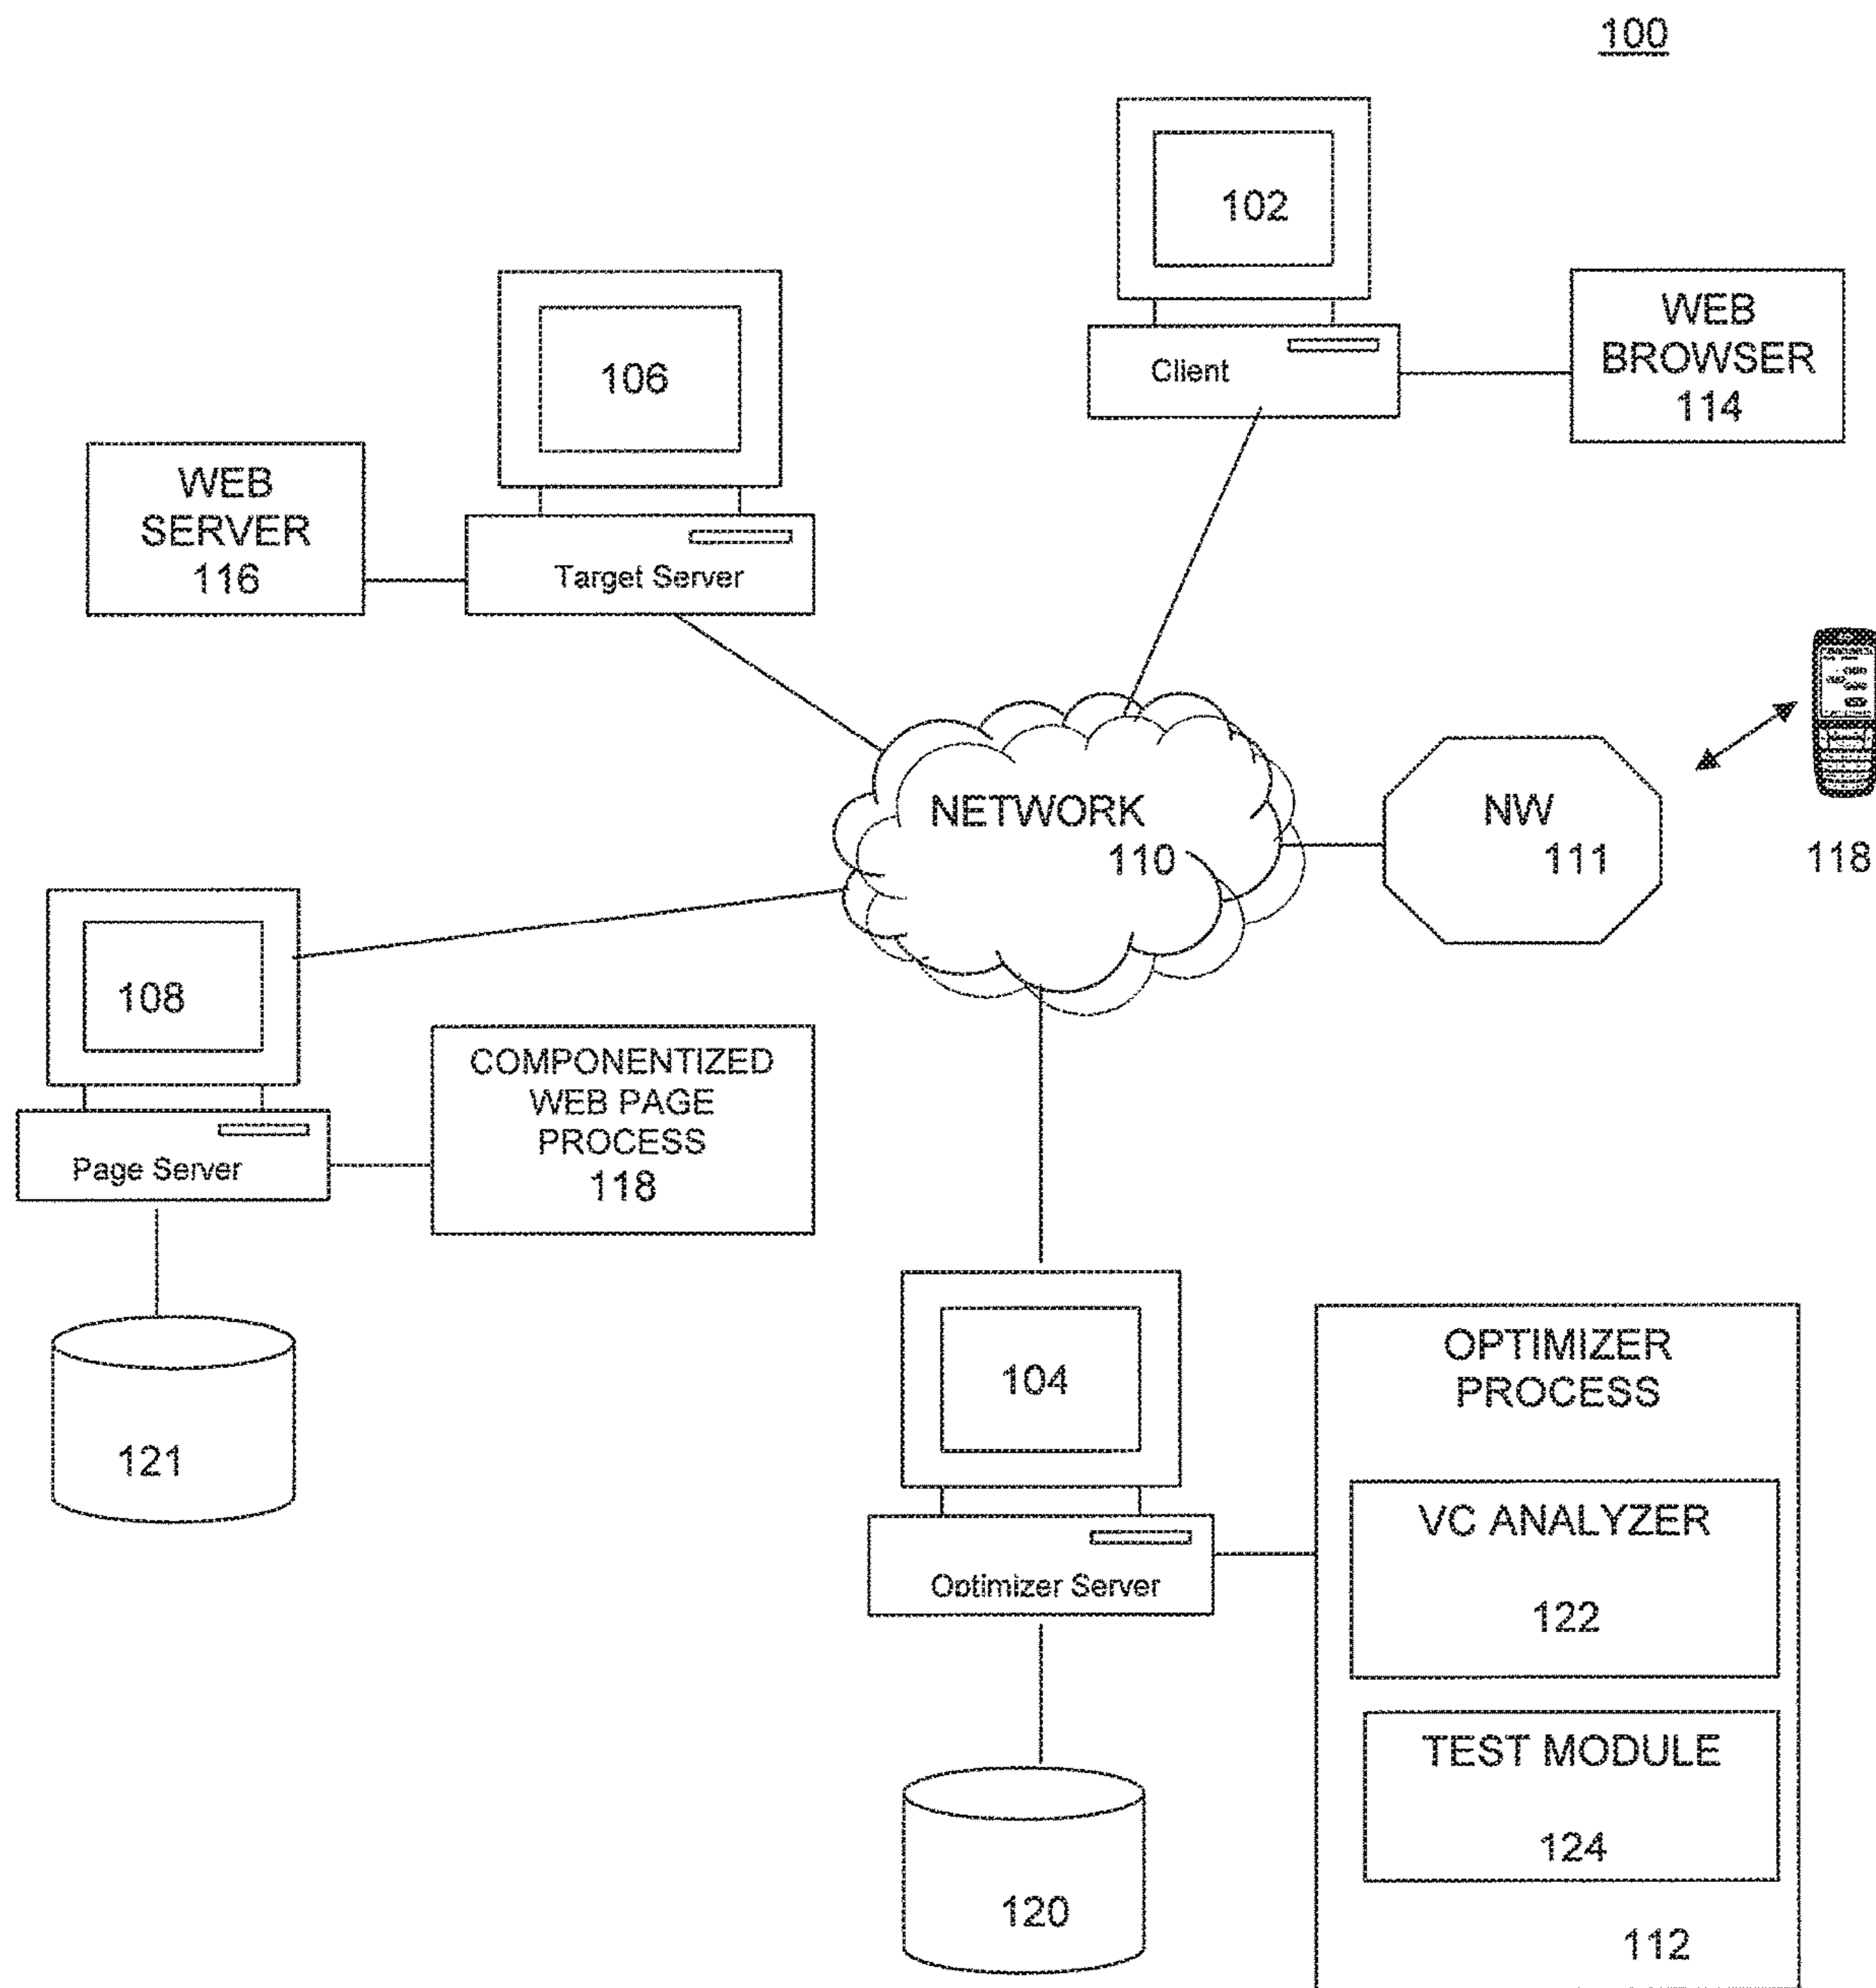 100
102
Client
WEB
BROWSER
114
106
Target Server
WEB
SERVER
116
NETWORK
110
NW
111
118
108
Page Server
COMPONENTIZED
WEB PAGE
PROCESS
118
121
104
Optimizer Server
120
OPTIMIZER
PROCESS
VC ANALYZER
122
TEST MODULE
124
112